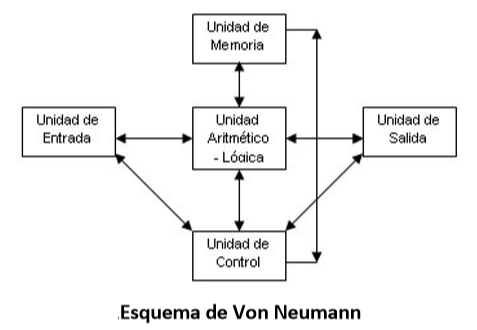 Unidad de
Memoria
Unidad de
Entrada
Unidad
Aritmético
- Lógica
Unidad de
Salida
Unidad de
Control
.Esquema de Von Neumann